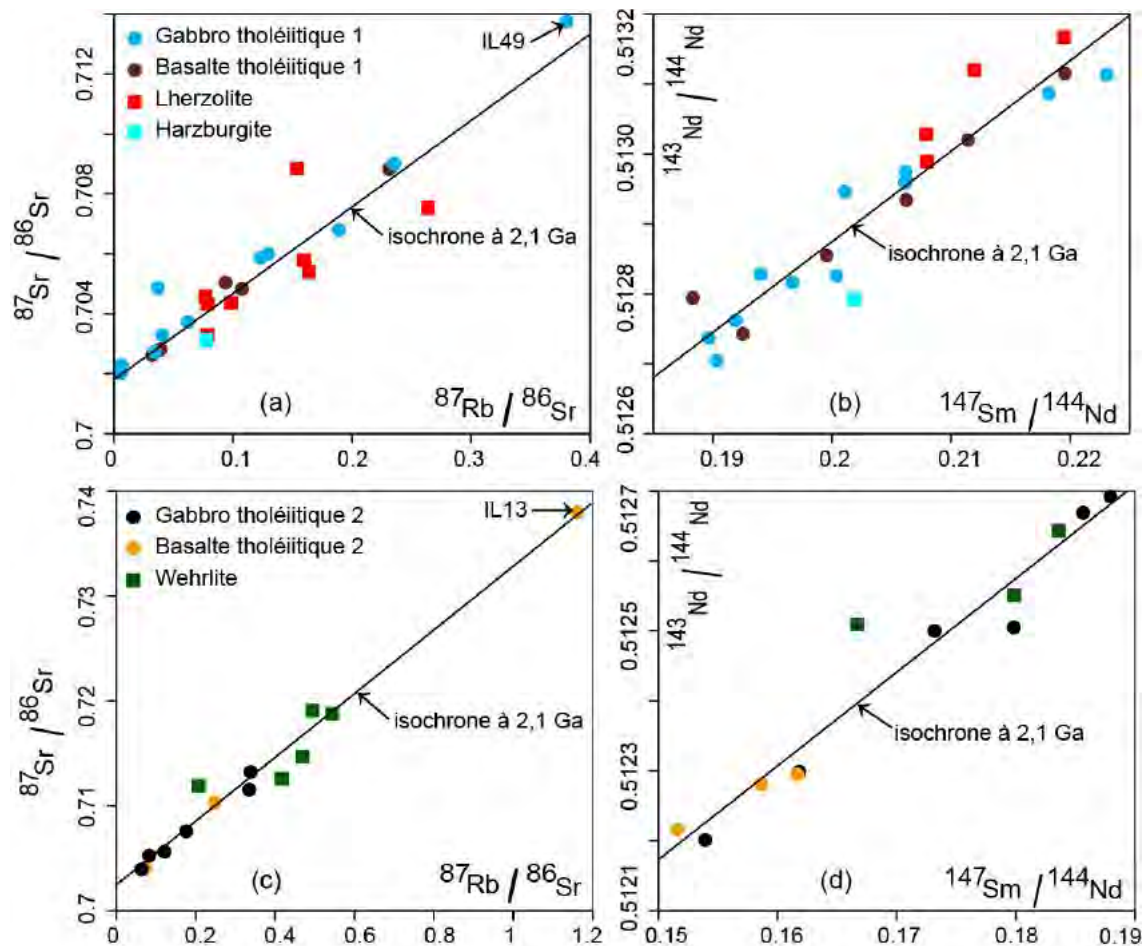 Gabbro tholéiitique 1
Basalte tholéiitique 1
Lherzolite
Harzburgite
IL49
isochrone à 2,1 Ga
(a)
87Rb / 86Sr
87Sr / 86Sr
0.7
0.704
0.708
0.712
0 0.1 0.2 0.3 0.4
143Nd / 144Nd
isochrone à 2,1 Ga
(b)
147Sm / 144Nd
0.5126 0.5128 0.5130 0.5132
0.19 0.20 0.21 0.22
Gabbro tholéiitique 2
Basalte tholéiitique 2
Wehrlite
IL13
isochrone à 2,1 Ga
(c)
87Rb / 86Sr
87Sr / 86Sr
0.7 0.71 0.72 0.73 0.74
0 0.2 0.4 0.6 0.8 1 1.2
143Nd / 144Nd
isochrone à 2,1 Ga
(d)
147Sm / 144Nd
0.5121 0.5123 0.5125 0.5127
0.15 0.16 0.17 0.18 0.19